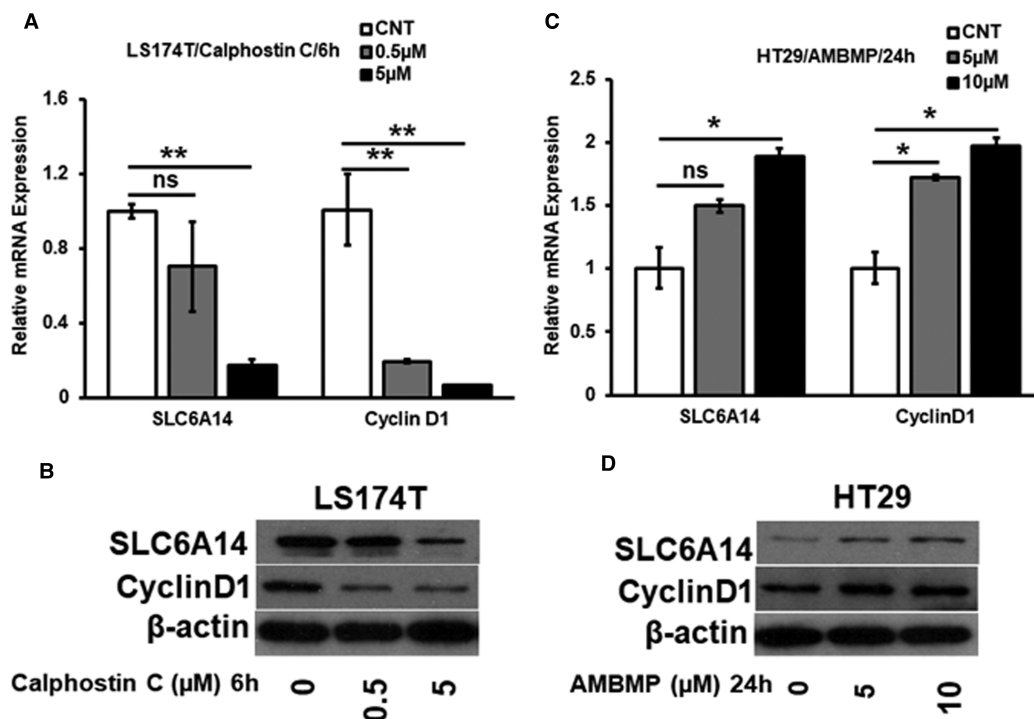 A
LS174T/Calphostin C/6h
CNT
0.5μM
5μM
Relative mRNA Expression
1.6
1.2
0.8
0.4
0
**
ns
**
**
SLC6A14
Cyclin D1
C
HT29/AMBMP/24h
CNT
5μM
10μM
Relative mRNA Expression
2.5
2
1.5
1
0.5
0
*
ns
*
*
SLC6A14
CyclinD1
B
LS174T
SLC6A14
CyclinD1
β-actin
Calphostin C (μM) 6h 0 0.5 5
D
HT29
SLC6A14
CyclinD1
β-actin
AMBMP (μM) 24h 0 5 10